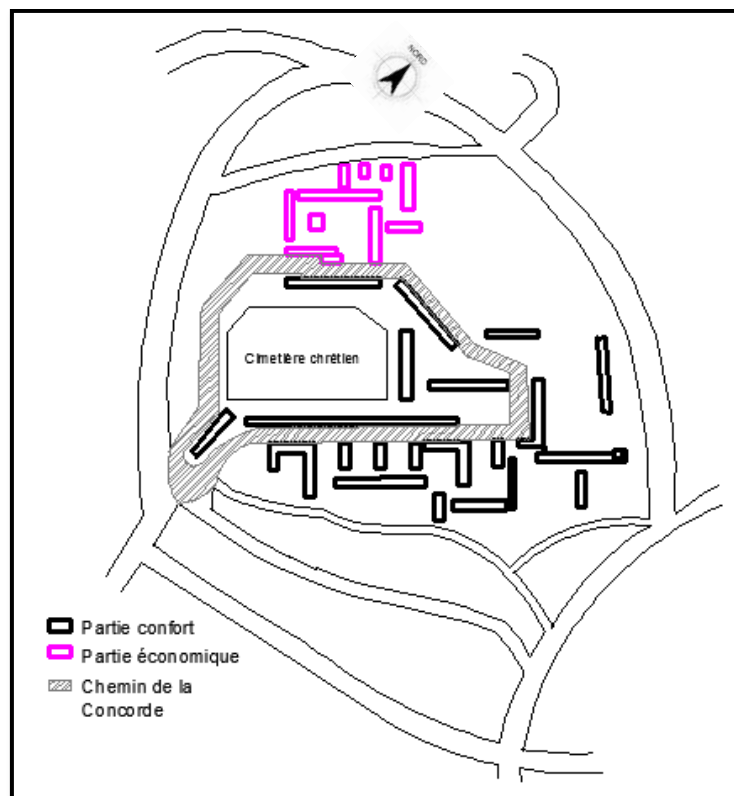 NORD
Cimetière chrétien
Partie confort
Partie économique
Chemin de la
Concorde